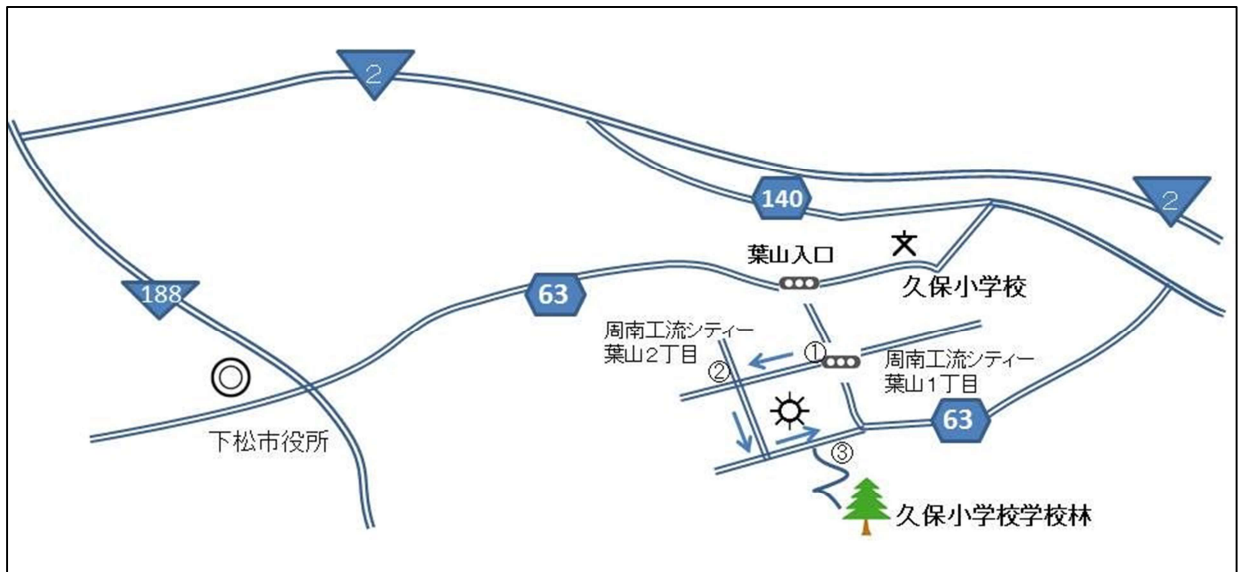 2
140
2
葉山入口
久保小学校
188
63
周南工流シティー
葉山2丁目
①
②
周南工流シティー
葉山1丁目
63
下松市役所
③
久保小学校学校林